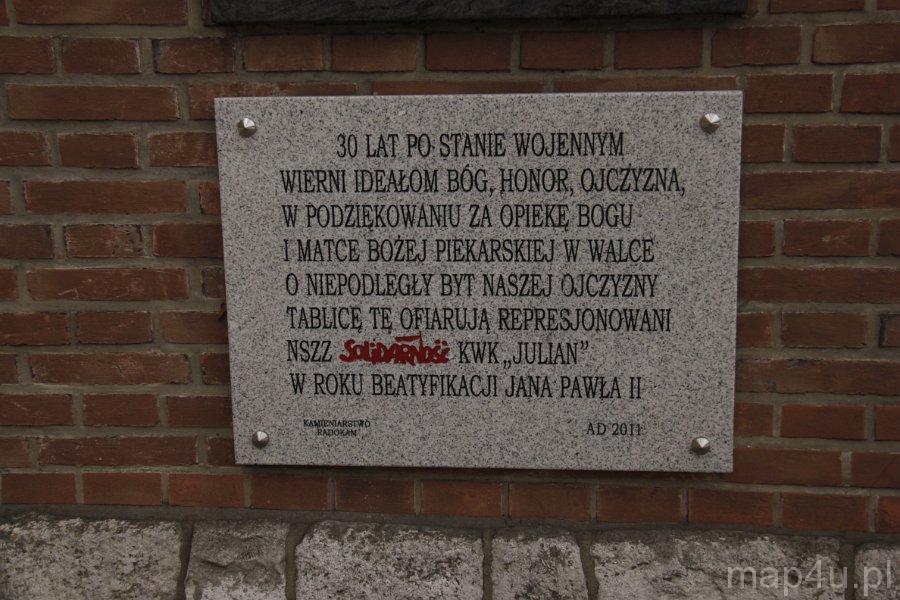 30 LAT PO STANIE WOJENNYM
WIERNI IDEAŁOM BÓG, HONOR, OJCZYZNA,
W PODZIĘKOWANIU ZA OPIEKĘ BOGU
I MATCE BOŻEJ PIEKARSKIEJ W WALCE
O NIEPODLEGŁY BYT NASZEJ OJCZYZNY
TABLICĘ TĘ OFIARUJĄ REPRESJONOWANI
NSZZ SOLiDARNOŚĆ KWK „JULIAN”
W ROKU BEATYFIKACJI JANA PAWŁA II
KAMIENIARSTWO
RADOKAM
AD 2011
map4u.pl